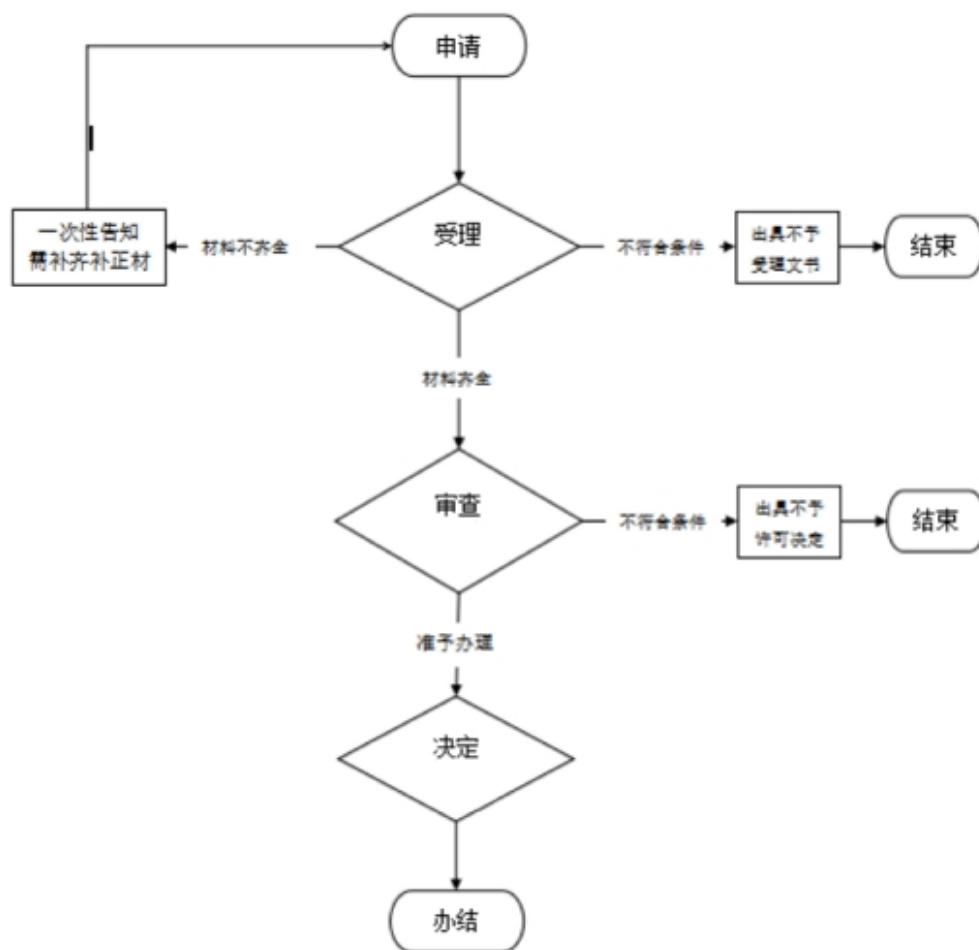 申请
一次性告知
需补齐补正材
材料不齐全
受理
不符合条件
出具不予
受理文书
结束
材料齐全
审查
不符合条件
出具不予
许可决定
结束
准予办理
决定
办结